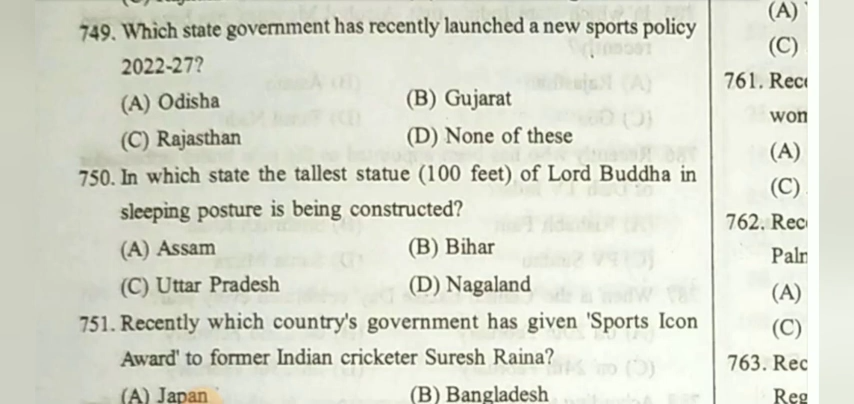 749. Which state government has recently launched a new sports policy
2022-27?
(A) Odisha (B) Gujarat
(C) Rajasthan (D) None of these
750. In which state the tallest statue (100 feet) of Lord Buddha in
sleeping posture is being constructed?
(A) Assam (B) Bihar
(C) Uttar Pradesh (D) Nagaland
751. Recently which country's government has given 'Sports Icon
Award' to former Indian cricketer Suresh Raina?
(A) Japan (B) Bangladesh
(A)
(C)
761. Rec
won
(A)
(C)
762. Rec
Paln
(A)
(C)
763. Rec
Reg